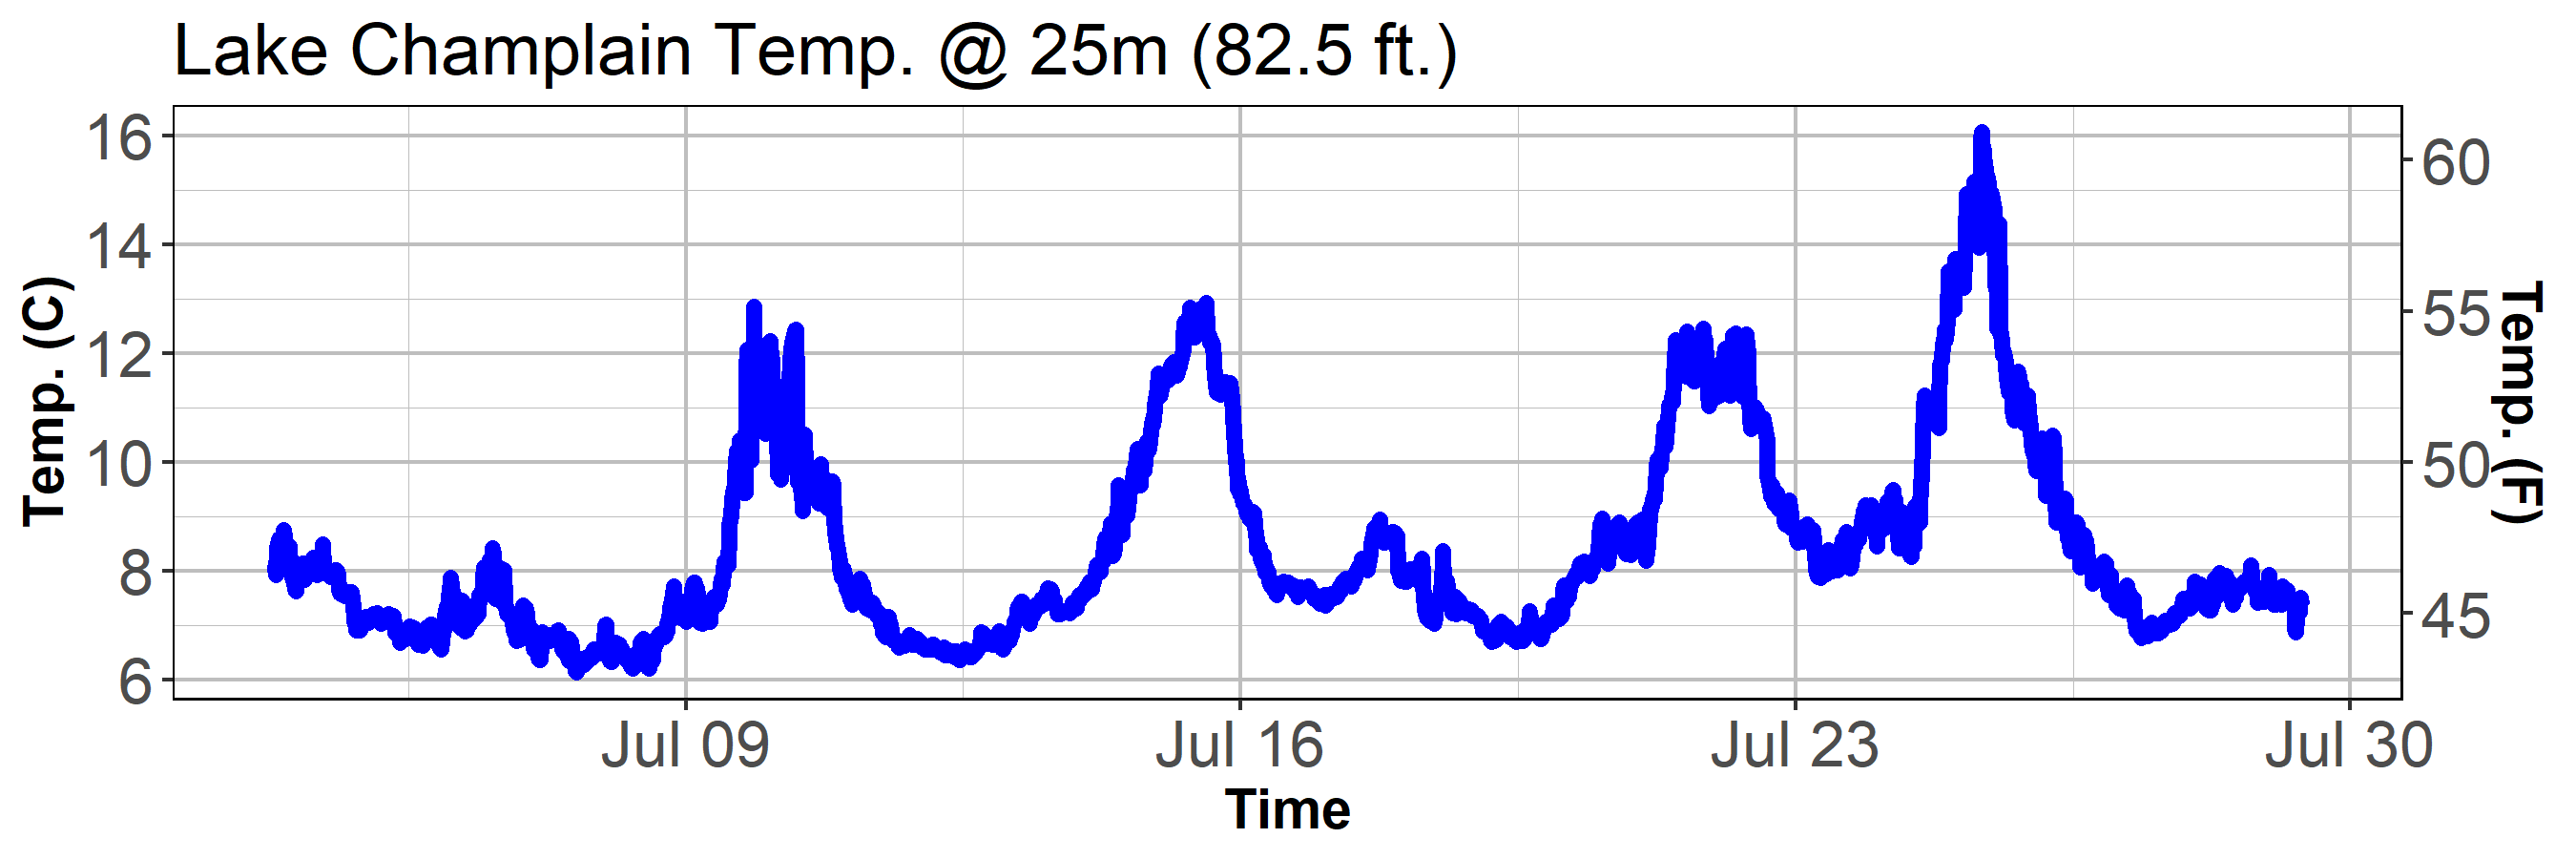 Lake Champlain Temp. @ 25m (82.5 ft.)
Temp. (C)
16
14
12
10
8
6
60
55
50
45
Temp. (F)
Jul 09 Jul 16 Jul 23 Jul 30
Time